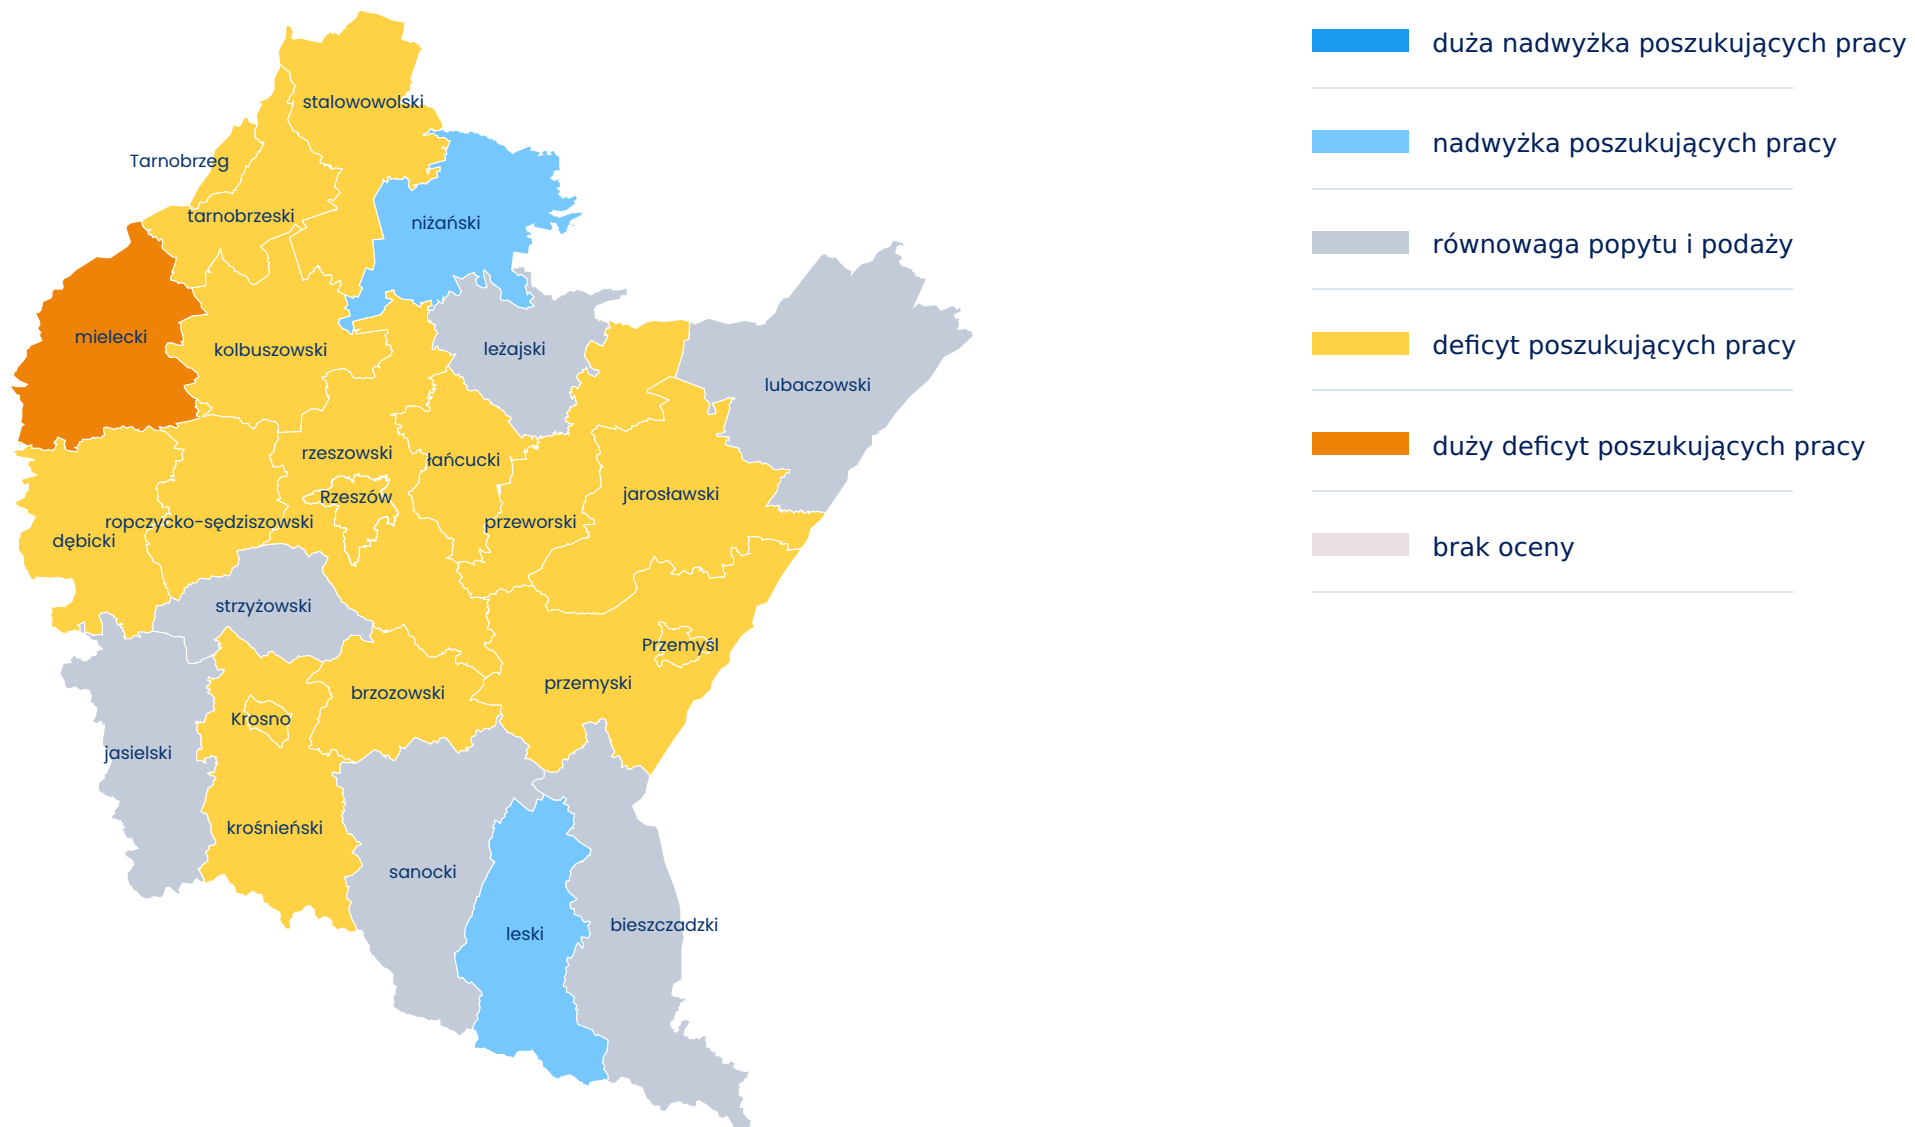 duża nadwyżka poszukujących pracy
nadwyżka poszukujących pracy
równowaga popytu i podaży
deficyt poszukujących pracy
duży deficyt poszukujących pracy
brak oceny
stalowowolski
Tarnobrzeg
tarnobrzeski
niżański
mielecki
kolbuszowski
leżajski
lubaczowski
rzeszowski
łańcucki
Rzeszów
jarosławski
ropczycko-sędziszowski
przeworski
dębicki
strzyżowski
Przemyśl
przemyski
brzozowski
Krosno
jasielski
krośnieński
sanocki
bieszczadzki
leski